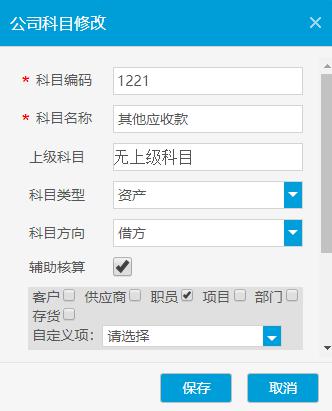 公司科目修改
* 科目编码 1221
* 科目名称 其他应收款
上级科目 无上级科目
科目类型 资产
科目方向 借方
辅助核算
客户 供应商 职员 项目 部门
存货
自定义项: 请选择
保存 取消